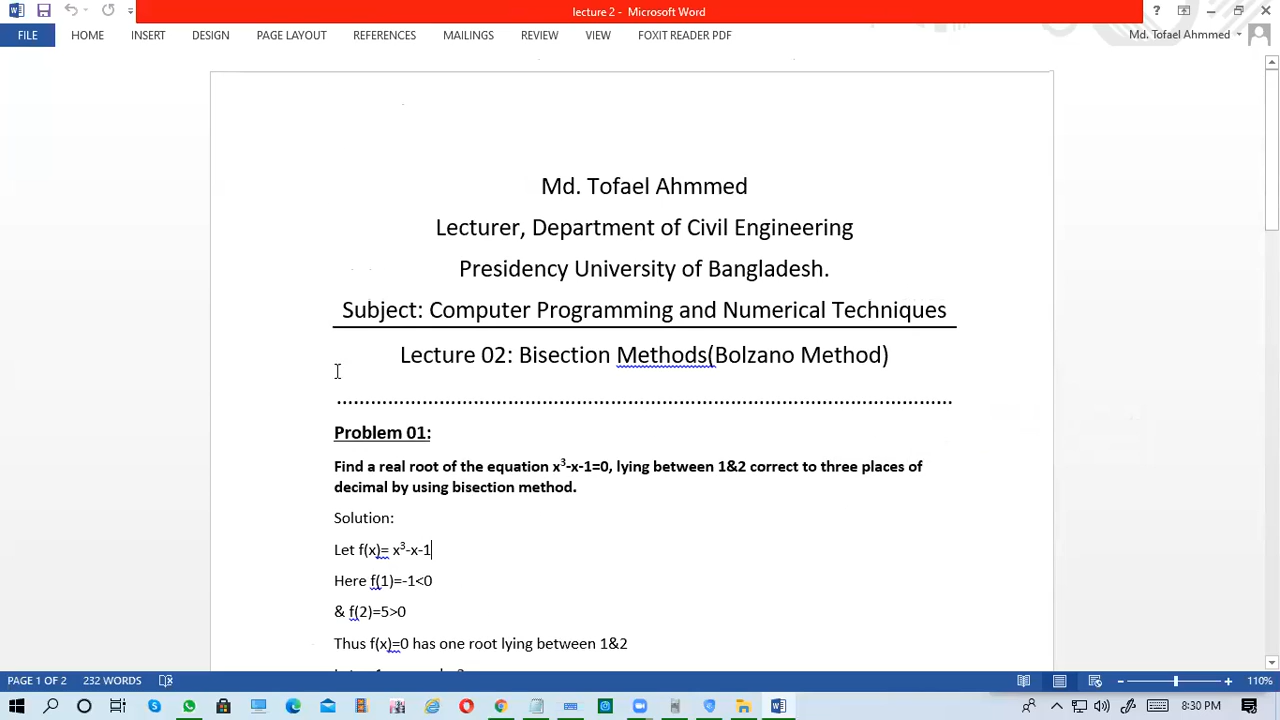 lecture 2 - Microsoft Word
?
FILE HOME INSERT DESIGN PAGE LAYOUT REFERENCES MAILINGS REVIEW VIEW FOXIT READER PDF Md. Tofael Ahmmed
Md. Tofael Ahmmed
Lecturer, Department of Civil Engineering
Presidency University of Bangladesh.
Subject: Computer Programming and Numerical Techniques
Lecture 02: Bisection Methods(Bolzano Method)
..............................................................................................................
Problem 01:
Find a real root of the equation x³-x-1=0, lying between 1&2 correct to three places of
decimal by using bisection method.
Solution:
Let f(x)= x³-x-1
Here f(1)=-1<0
& f(2)=5>0
Thus f(x)=0 has one root lying between 1&2
PAGE 1 OF 2 232 WORDS 110%
8:30 PM